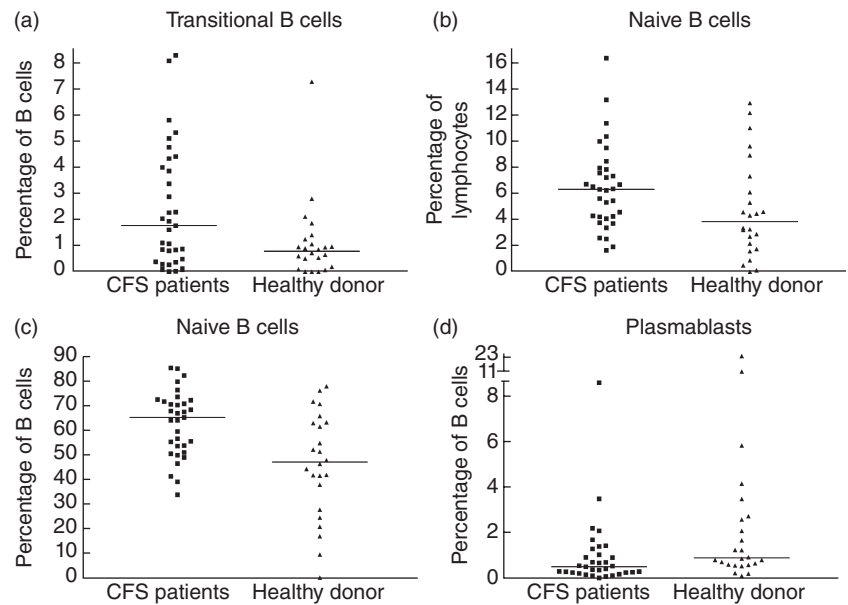 (a) Transitional B cells
Percentage of B cells
8
7
6
5
4
3
2
1
0
CFS patients Healthy donor
(b) Naive B cells
Percentage of
lymphocytes
16
14
12
10
8
6
4
2
0
CFS patients Healthy donor
(c) Naive B cells
Percentage of B cells
90
80
70
60
50
40
30
20
10
0
CFS patients Healthy donor
(d) Plasmablasts
Percentage of B cells
23
11
8
6
4
2
0
CFS patients Healthy donor